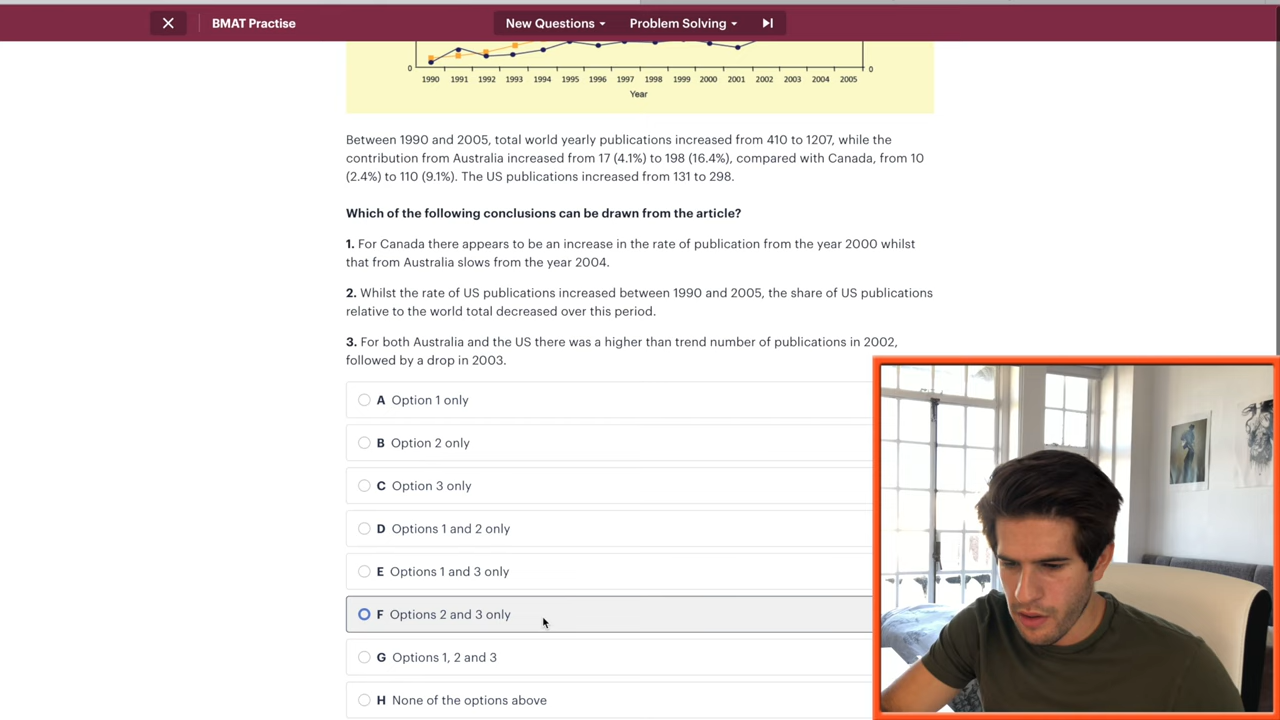 BMAT Practise
New Questions
Problem Solving
0
0
1990 1991 1992 1993 1994 1995 1996 1997 1998 1999 2000 2001 2002 2003 2004 2005
Year
Between 1990 and 2005, total world yearly publications increased from 410 to 1207, while the
contribution from Australia increased from 17 (4.1%) to 198 (16.4%), compared with Canada, from 10
(2.4%) to 110 (9.1%). The US publications increased from 131 to 298.
Which of the following conclusions can be drawn from the article?
1. For Canada there appears to be an increase in the rate of publication from the year 2000 whilst
that from Australia slows from the year 2004.
2. Whilst the rate of US publications increased between 1990 and 2005, the share of US publications
relative to the world total decreased over this period.
3. For both Australia and the US there was a higher than trend number of publications in 2002,
followed by a drop in 2003.
A Option 1 only
B Option 2 only
C Option 3 only
D Options 1 and 2 only
E Options 1 and 3 only
F Options 2 and 3 only
G Options 1, 2 and 3
H None of the options above